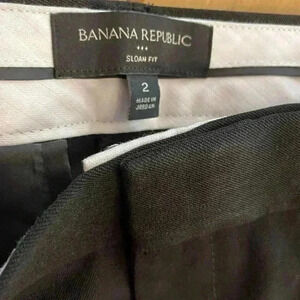 BANANA REPUBLIC
SLOAN FIT
2
MADE IN
JORDAN